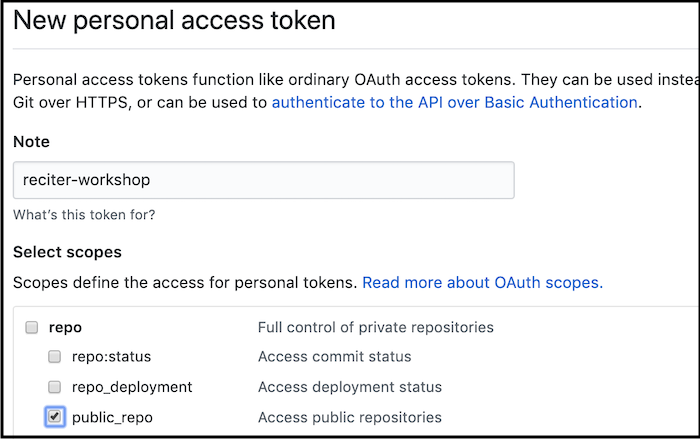 New personal access token
Personal access tokens function like ordinary OAuth access tokens. They can be used
Git over HTTPS, or can be used to authenticate to the API over Basic Authentication.
Note
reciter-workshop
What's this token for?
Select scopes
Scopes define the access for personal tokens. Read more about OAuth scopes.
repo Full control of private repositories
repo:status Access commit status
repo_deployment Access deployment status
public_repo Access public repositories